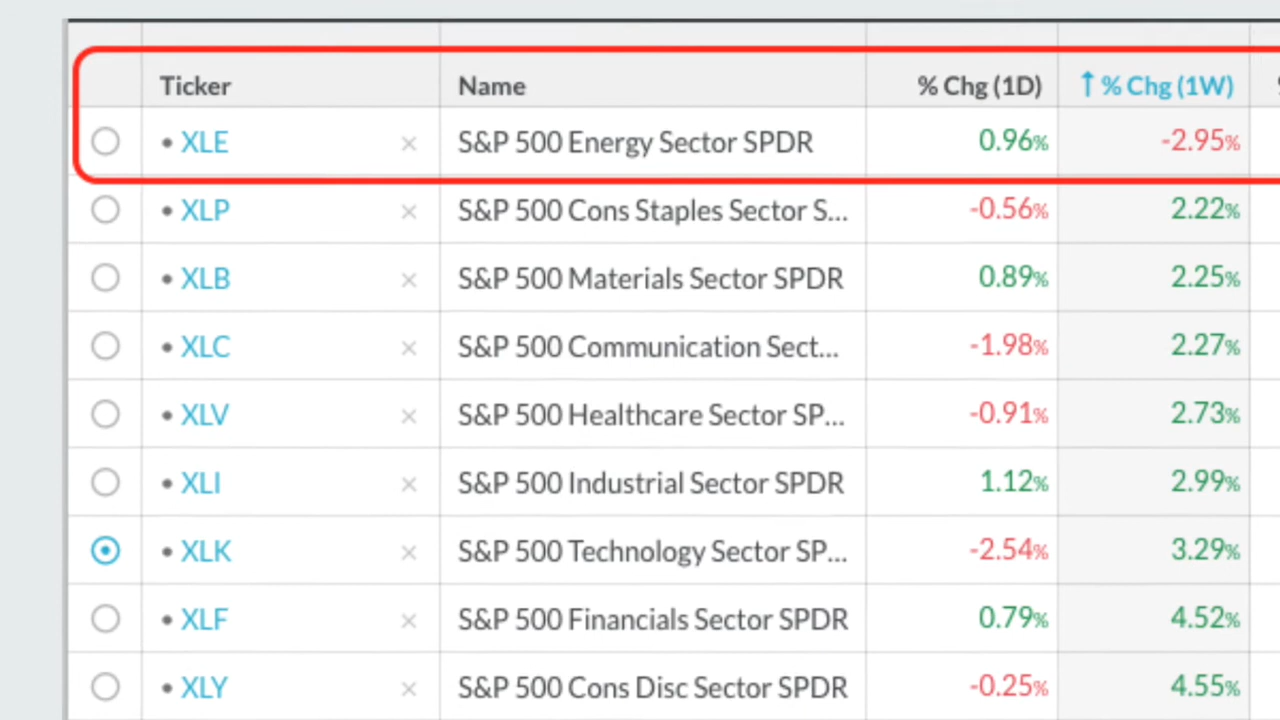 Ticker Name % Chg (1D) ↑ % Chg (1W)
• XLE × S&P 500 Energy Sector SPDR 0.96% -2.95%
• XLP × S&P 500 Cons Staples Sector S... -0.56% 2.22%
• XLB × S&P 500 Materials Sector SPDR 0.89% 2.25%
• XLC × S&P 500 Communication Sect... -1.98% 2.27%
• XLV × S&P 500 Healthcare Sector SP... -0.91% 2.73%
• XLI × S&P 500 Industrial Sector SPDR 1.12% 2.99%
• XLK × S&P 500 Technology Sector SP... -2.54% 3.29%
• XLF × S&P 500 Financials Sector SPDR 0.79% 4.52%
• XLY × S&P 500 Cons Disc Sector SPDR -0.25% 4.55%